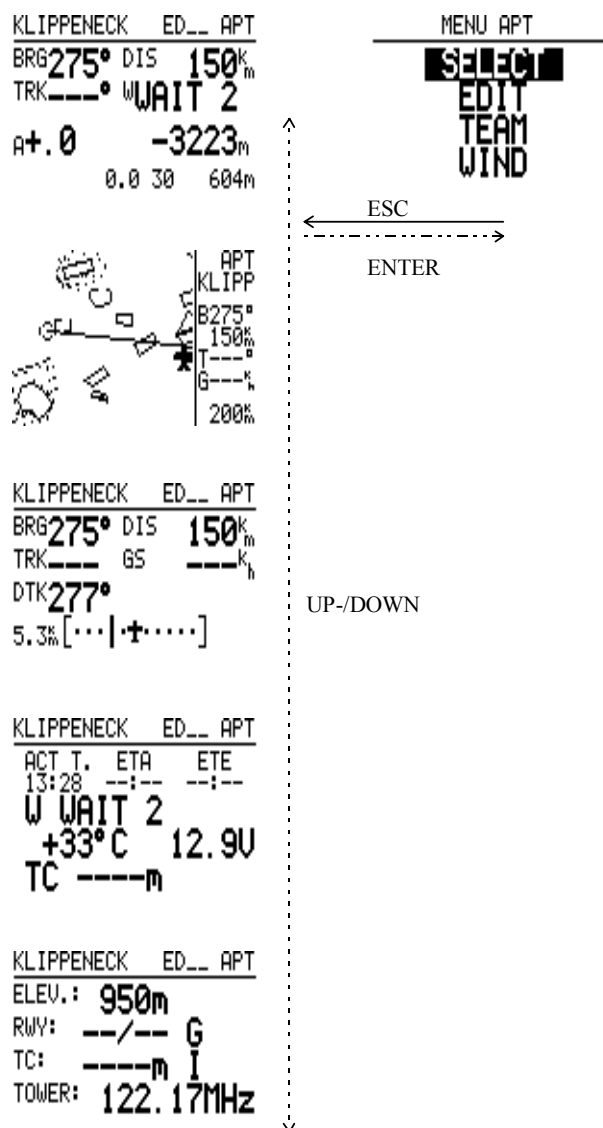 KLIPPENECK ED__ APT
BRG275° DIS 150km
TRK---° WWAIT 2
A+.0 -3223m
0.0 30 604m
MENU APT
SELECT
EDIT
TEAM
WIND
ESC
ENTER
APT
KLIPP
B275°
150km
T---°
G---kh
200km
UP-/DOWN
KLIPPENECK ED__ APT
BRG275° DIS 150km
TRK--- GS ----kh
DTK277°
5.3km[···|·+·····]
KLIPPENECK ED__ APT
ACT T. ETA ETE
13:28 --:-- --:--
W WAIT 2
+33°C 12.9V
TC ----m
KLIPPENECK ED__ APT
ELEV.: 950m
RWY: --/-- G
TC: ----m I
TOWER: 122.17MHz